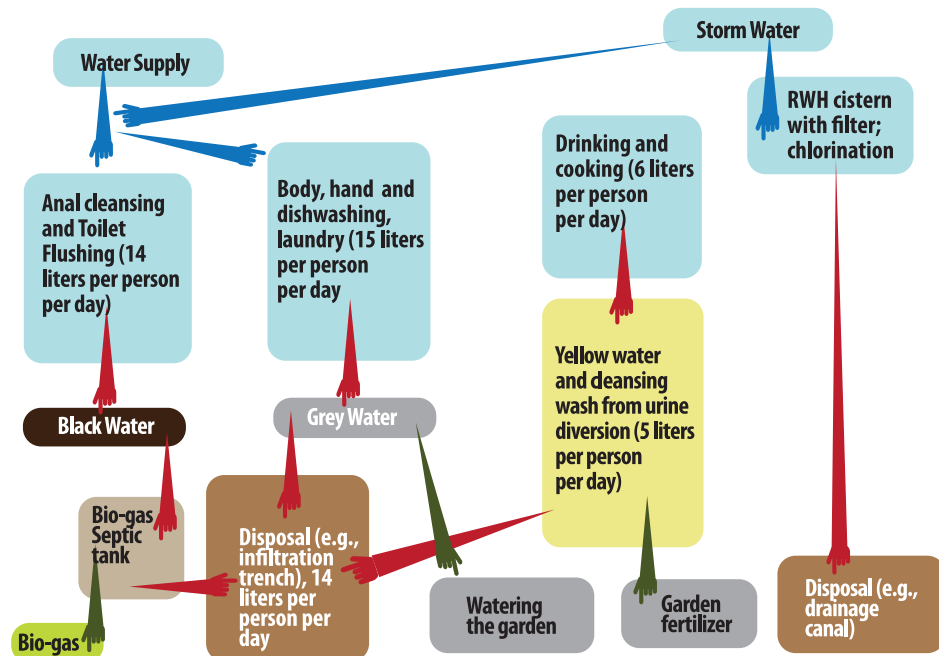 Storm Water
Water Supply
RWH cistern
with filter;
chlorination
Drinking and
cooking (6 liters
per person
per day)
Anal cleansing
and Toilet
Flushing (14
liters per person
per day)
Body, hand and
dishwashing,
laundry (15 liters
per person
per day
Yellow water
and cleansing
wash from urine
diversion (5 liters
per person
per day)
Black Water
Grey Water
Bio-gas
Septic
tank
Disposal (e.g.,
infiltration
trench), 14
liters per
person per
day
Watering
the garden
Garden
fertilizer
Disposal (e.g.,
drainage
canal)
Bio-gas